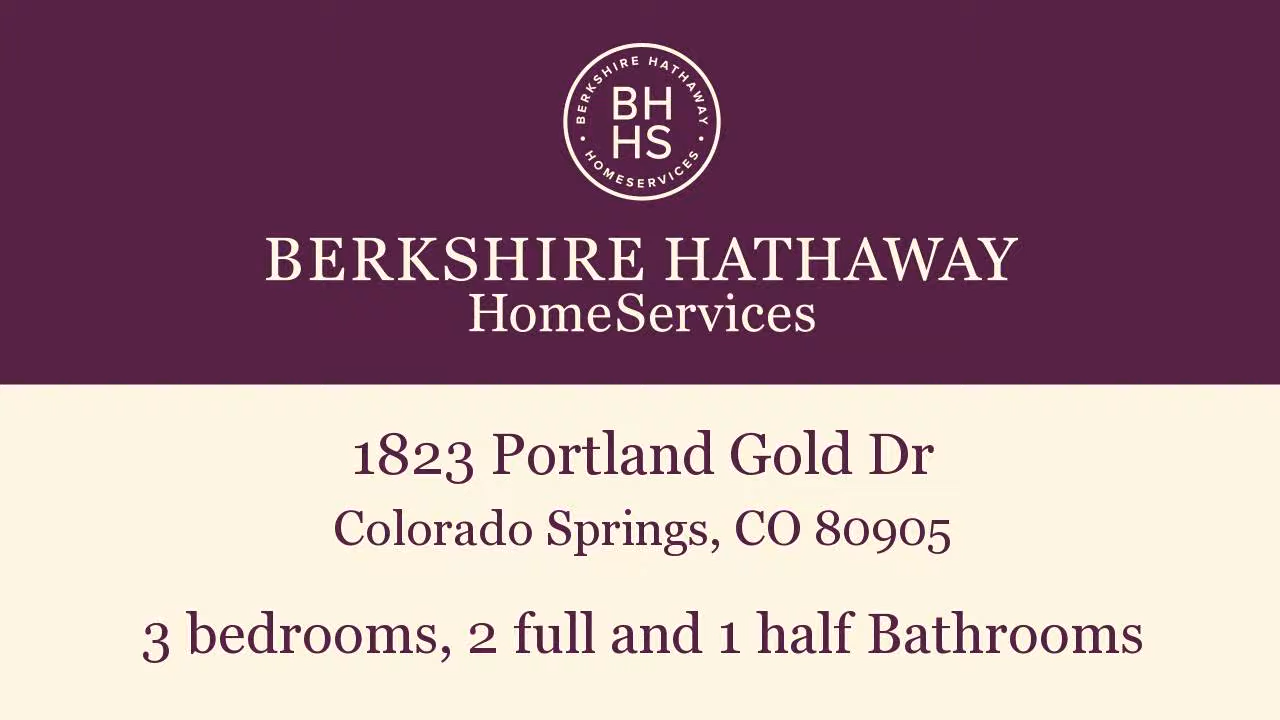 BERKSHIRE HATHAWAY
BH
HS
HOMESERVICES
BERKSHIRE HATHAWAY
HomeServices
1823 Portland Gold Dr
Colorado Springs, CO 80905
3 bedrooms, 2 full and 1 half Bathrooms